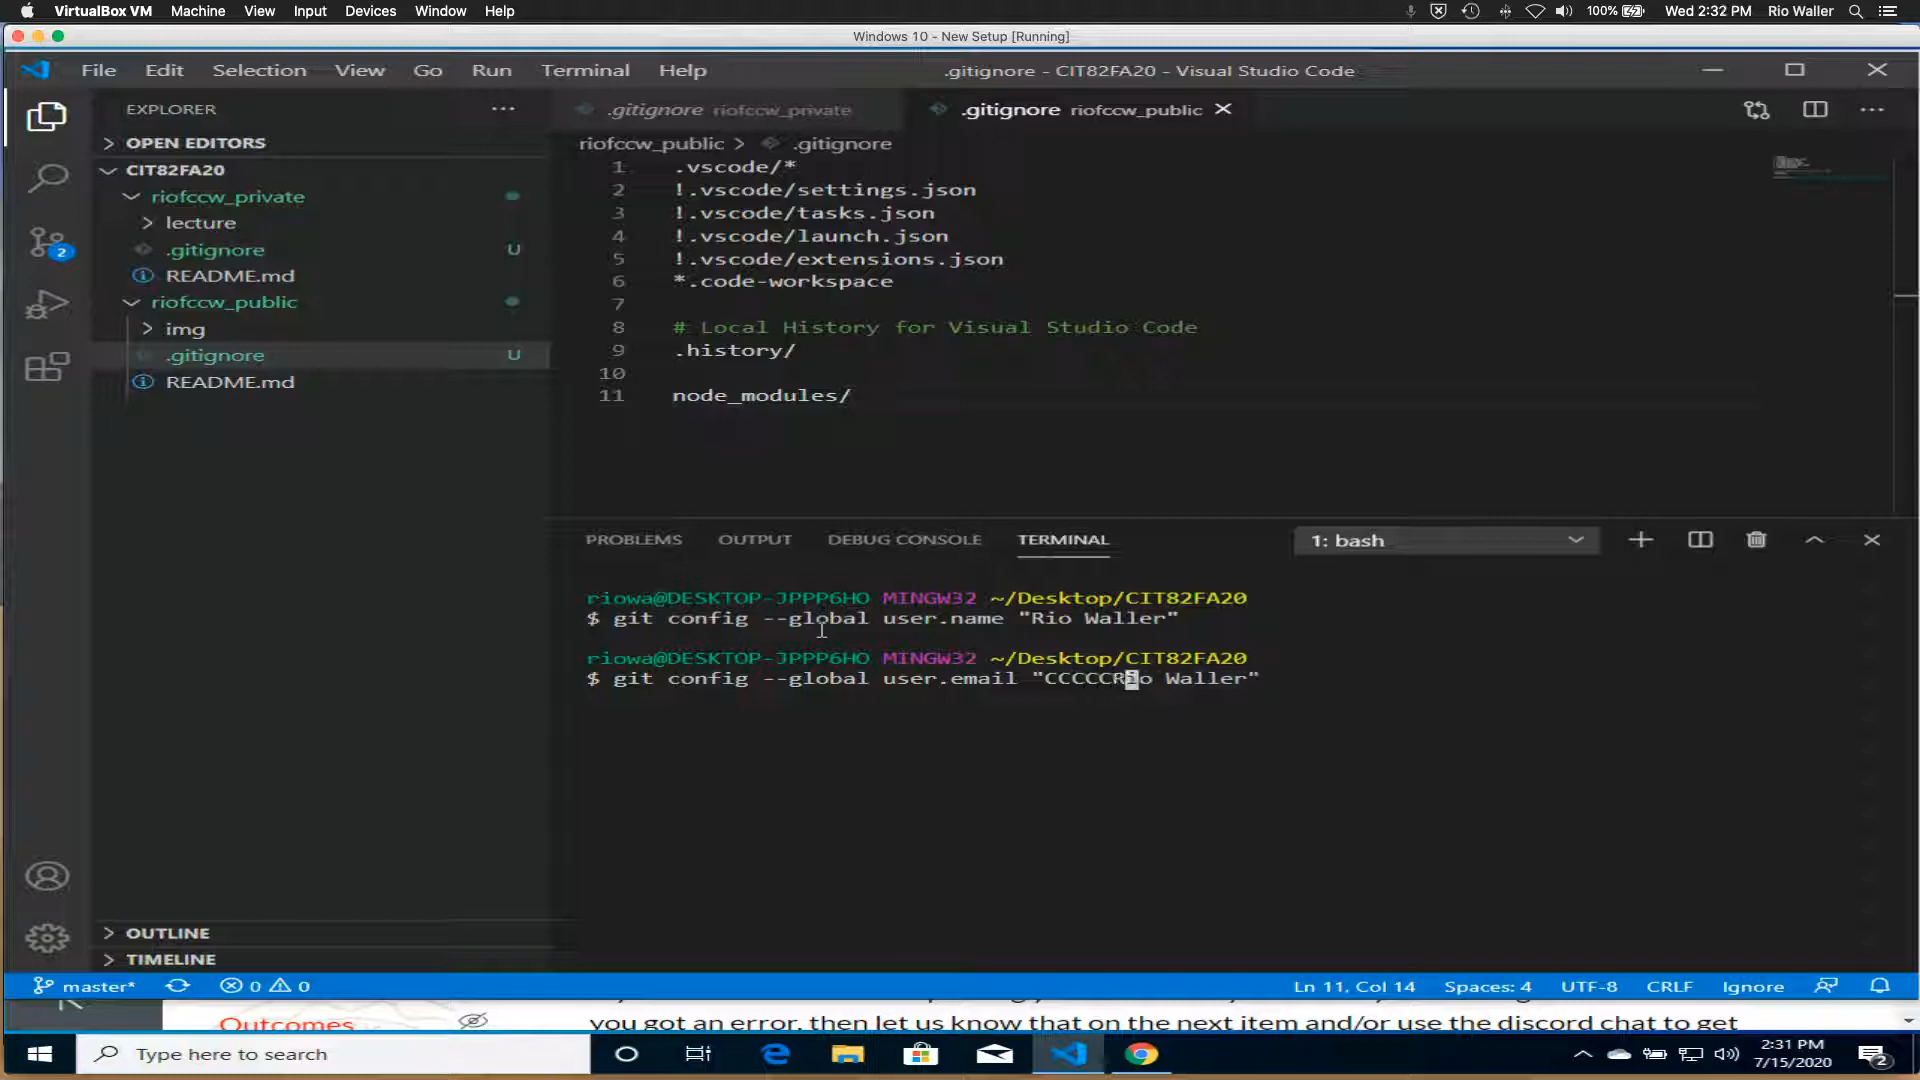 VirtualBox VM Machine View Input Devices Window Help 100% Wed 2:32 PM Rio Waller
Windows 10 - New Setup [Running]
File Edit Selection View Go Run Terminal Help .gitignore - CIT82FA20 - Visual Studio Code
EXPLORER ... .gitignore riofccw_private .gitignore riofccw_public
OPEN EDITORS
riofccw_public > .gitignore
CIT82FA20
riofccw_private
lecture
.gitignore U
README.md
riofccw_public
img
.gitignore U
README.md
1 .vscode/*
2 !.vscode/settings.json
3 !.vscode/tasks.json
4 !.vscode/launch.json
5 !.vscode/extensions.json
6 *.code-workspace
7
8 # Local History for Visual Studio Code
9 .history/
10
11 node_modules/
2
PROBLEMS OUTPUT DEBUG CONSOLE TERMINAL 1: bash
riowa@DESKTOP-JPPP6HO MINGW32 ~/Desktop/CIT82FA20
$ git config --global user.name "Rio Waller"
riowa@DESKTOP-JPPP6HO MINGW32 ~/Desktop/CIT82FA20
$ git config --global user.email "CCCCCRio Waller"
OUTLINE
TIMELINE
master* 0 0 Ln 11, Col 14 Spaces: 4 UTF-8 CRLF Ignore
Outcomes
you got an error, then let us know that on the next item and/or use the discord chat to get
Type here to search
2:31 PM
7/15/2020
2